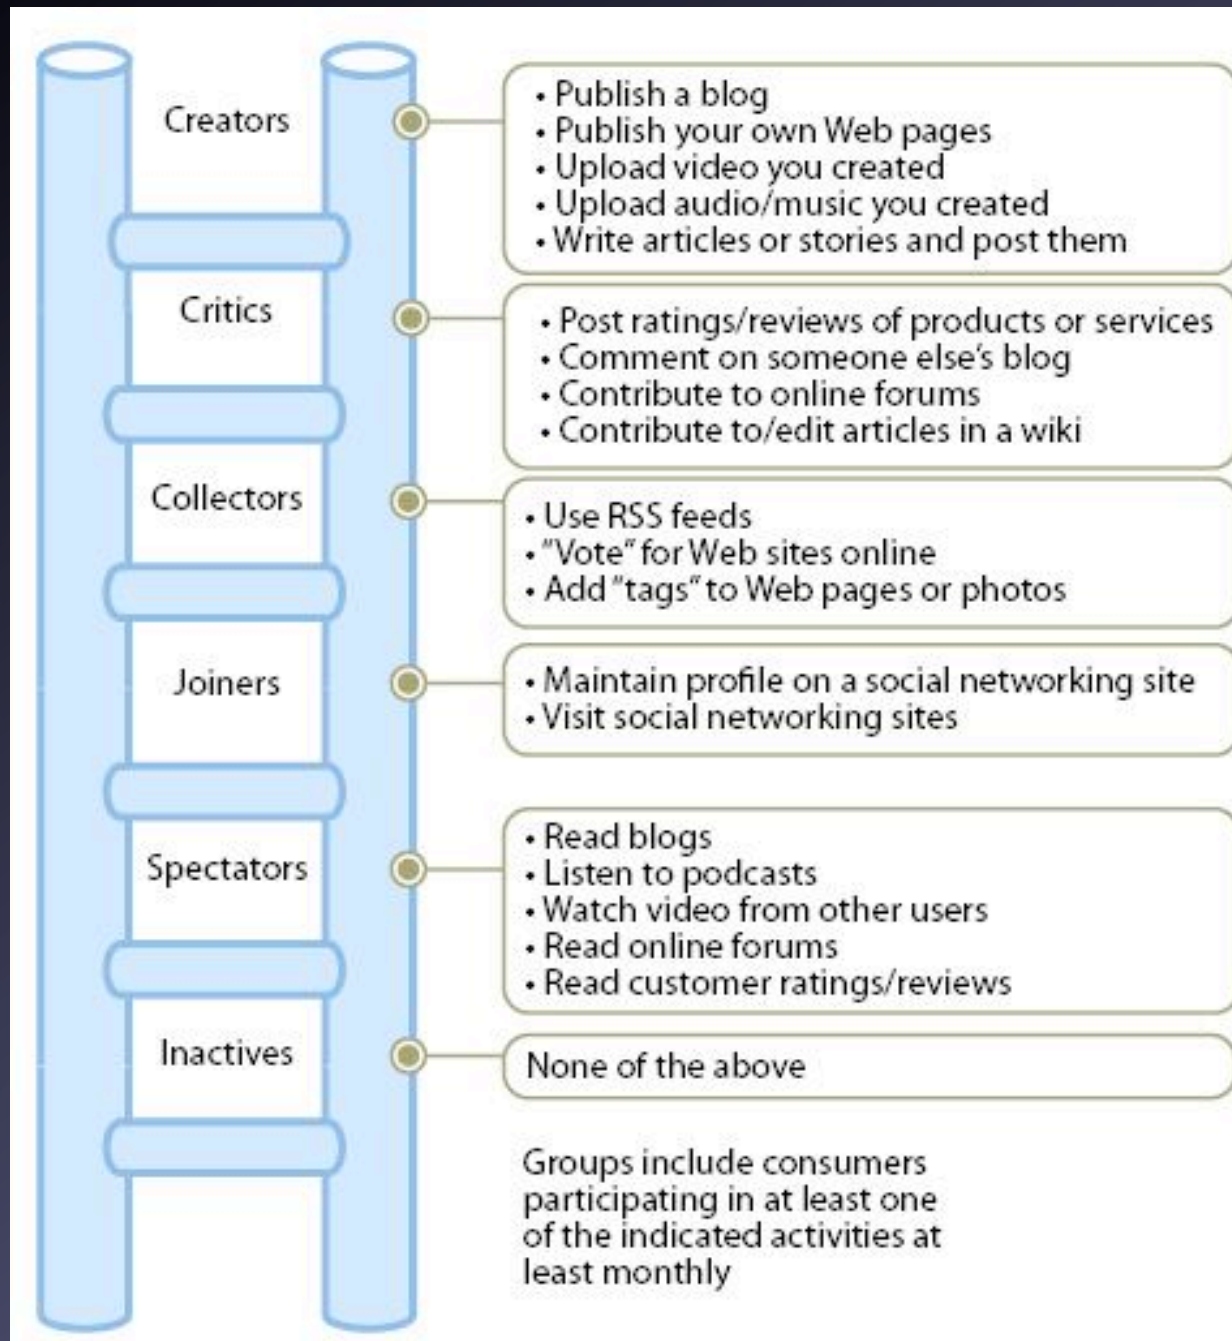 Creators
• Publish a blog
• Publish your own Web pages
• Upload video you created
• Upload audio/music you created
• Write articles or stories and post them
Critics
• Post ratings/reviews of products or services
• Comment on someone else’s blog
• Contribute to online forums
• Contribute to/edit articles in a wiki
Collectors
• Use RSS feeds
• “Vote” for Web sites online
• Add “tags” to Web pages or photos
Joiners
• Maintain profile on a social networking site
• Visit social networking sites
Spectators
• Read blogs
• Listen to podcasts
• Watch video from other users
• Read online forums
• Read customer ratings/reviews
Inactives
None of the above
Groups include consumers
participating in at least one
of the indicated activities at
least monthly